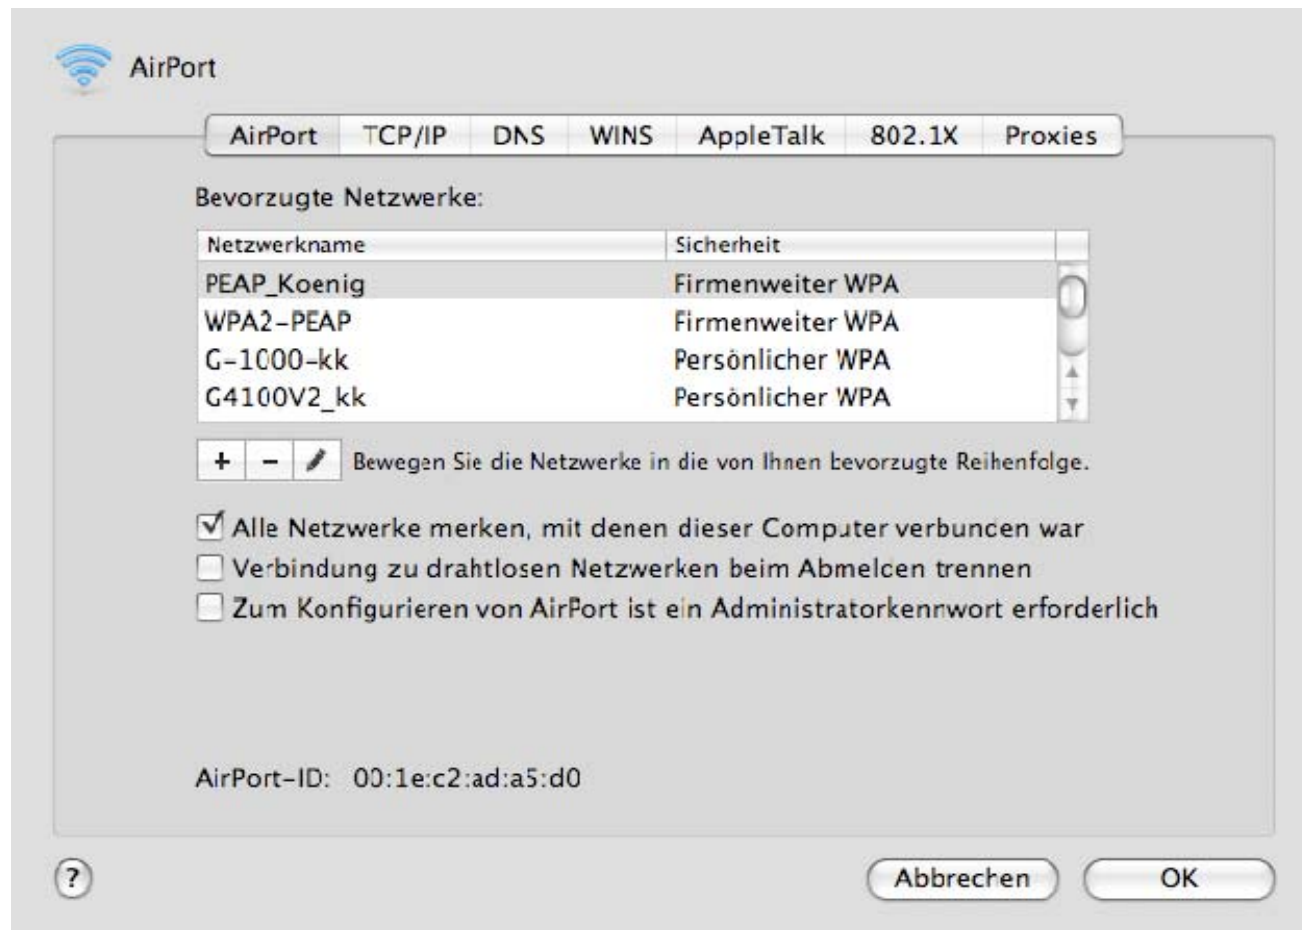 AirPort
AirPort TCP/IP DNS WINS AppleTalk 802.1X Proxies
Bevorzugte Netzwerke:
Netzwerkname Sicherheit
PEAP_Koenig Firmenweiter WPA
WPA2-PEAP Firmenweiter WPA
G-1000-kk Persönlicher WPA
G4100V2_kk Persönlicher WPA
+ - Bewegen Sie die Netzwerke in die von Ihnen bevorzugte Reihenfolge.
Alle Netzwerke merken, mit denen dieser Computer verbunden war
Verbindung zu drahtlosen Netzwerken beim Abmelden trennen
Zum Konfigurieren von AirPort ist ein Administratorkennwort erforderlich
AirPort-ID: 00:1e:c2:ad:a5:d0
? Abbrechen OK